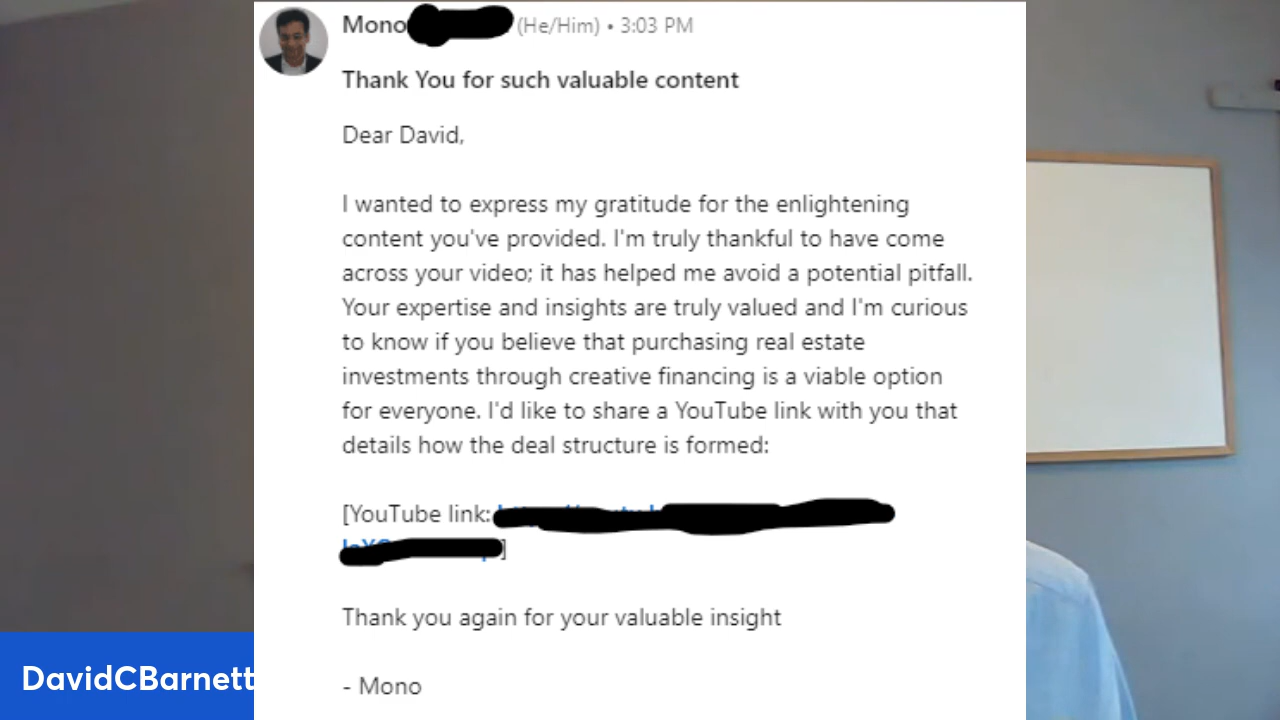 Mono (He/Him) • 3:03 PM
Thank You for such valuable content
Dear David,
I wanted to express my gratitude for the enlightening
content you've provided. I'm truly thankful to have come
across your video; it has helped me avoid a potential pitfall.
Your expertise and insights are truly valued and I'm curious
to know if you believe that purchasing real estate
investments through creative financing is a viable option
for everyone. I'd like to share a YouTube link with you that
details how the deal structure is formed:
[YouTube link:
]
Thank you again for your valuable insight
- Mono
DavidCBarnett